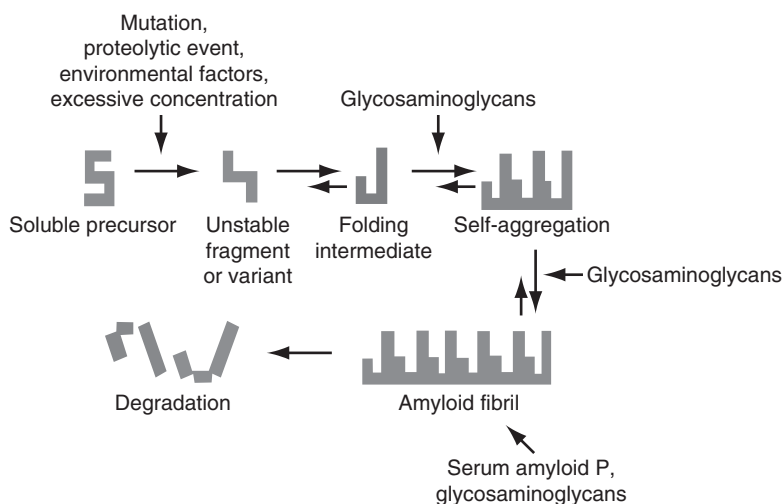 Mutation,
proteolytic event,
environmental factors,
excessive concentration
Glycosaminoglycans
Soluble precursor
Unstable
fragment
or variant
Folding
intermediate
Self-aggregation
Glycosaminoglycans
Degradation
Amyloid fibril
Serum amyloid P,
glycosaminoglycans